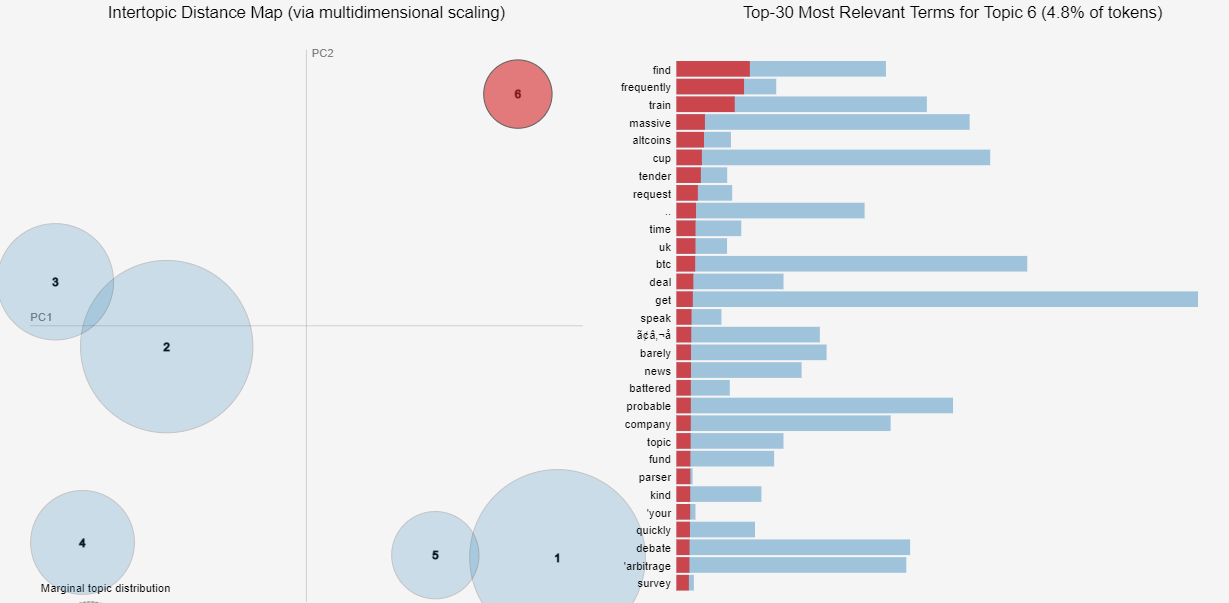 Intertopic Distance Map (via multidimensional scaling)
PC2
6
3
PC1
2
4
5
1
Marginal topic distribution
Top-30 Most Relevant Terms for Topic 6 (4.8% of tokens)
find
frequently
train
massive
altcoins
cup
tender
request
..
time
uk
btc
deal
get
speak
ã¢â‚¬å
barely
news
battered
probable
company
topic
fund
parser
kind
'your
quickly
debate
'arbitrage
survey